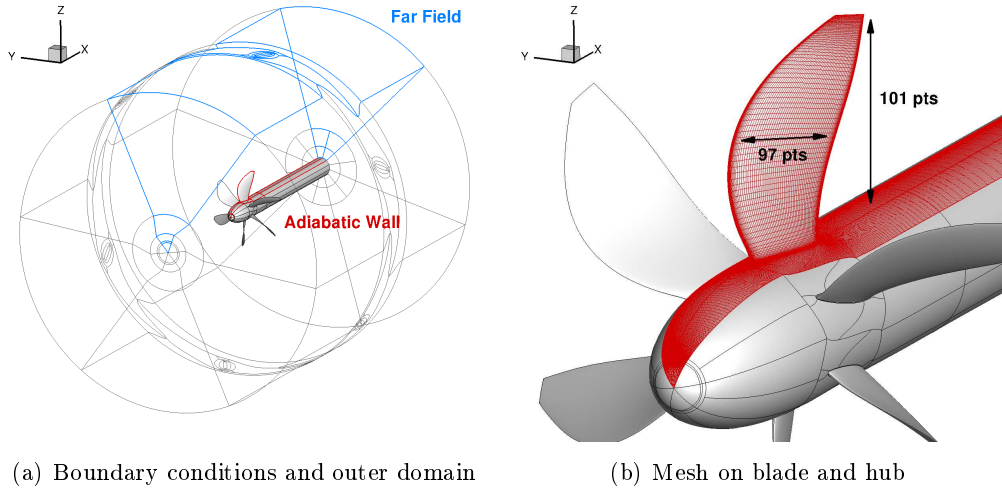 Z
Y
X
Far Field
Adiabatic Wall
Z
Y
X
101 pts
97 pts
(a) Boundary conditions and outer domain
(b) Mesh on blade and hub